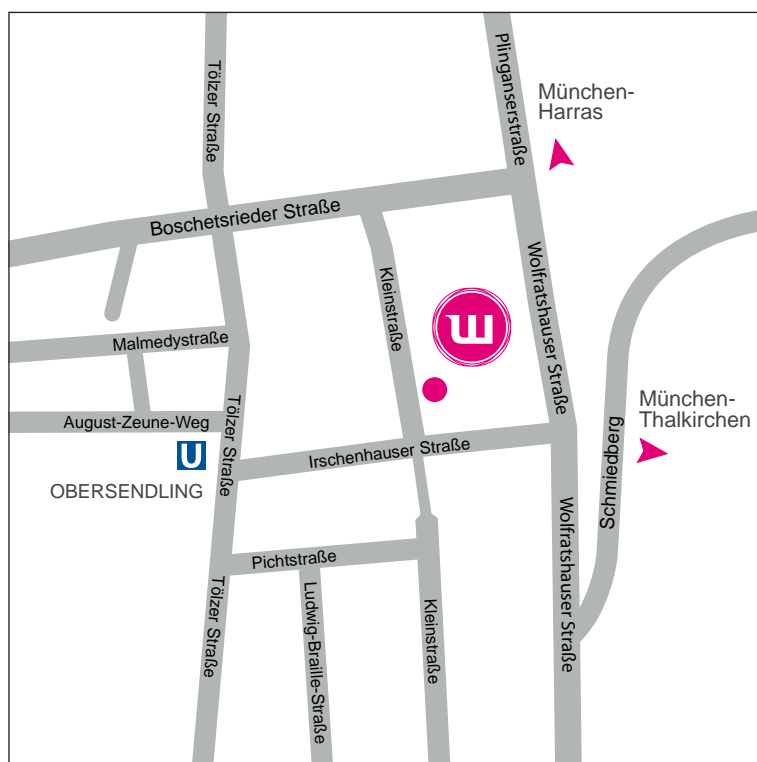 Tölzer Straße
Plinganserstraße
München-
Harras
Boschetsrieder Straße
Kleinstraße
Wolfratshauser Straße
Malmedystraße
August-Zeune-Weg
Tölzer Straße
U
OBERSENDLING
Irschenhauser Straße
München-
Thalkirchen
Schmiedberg
Pichtstraße
Tölzer Straße
Ludwig-Braille-Straße
Kleinstraße
Wolfratshauser Straße